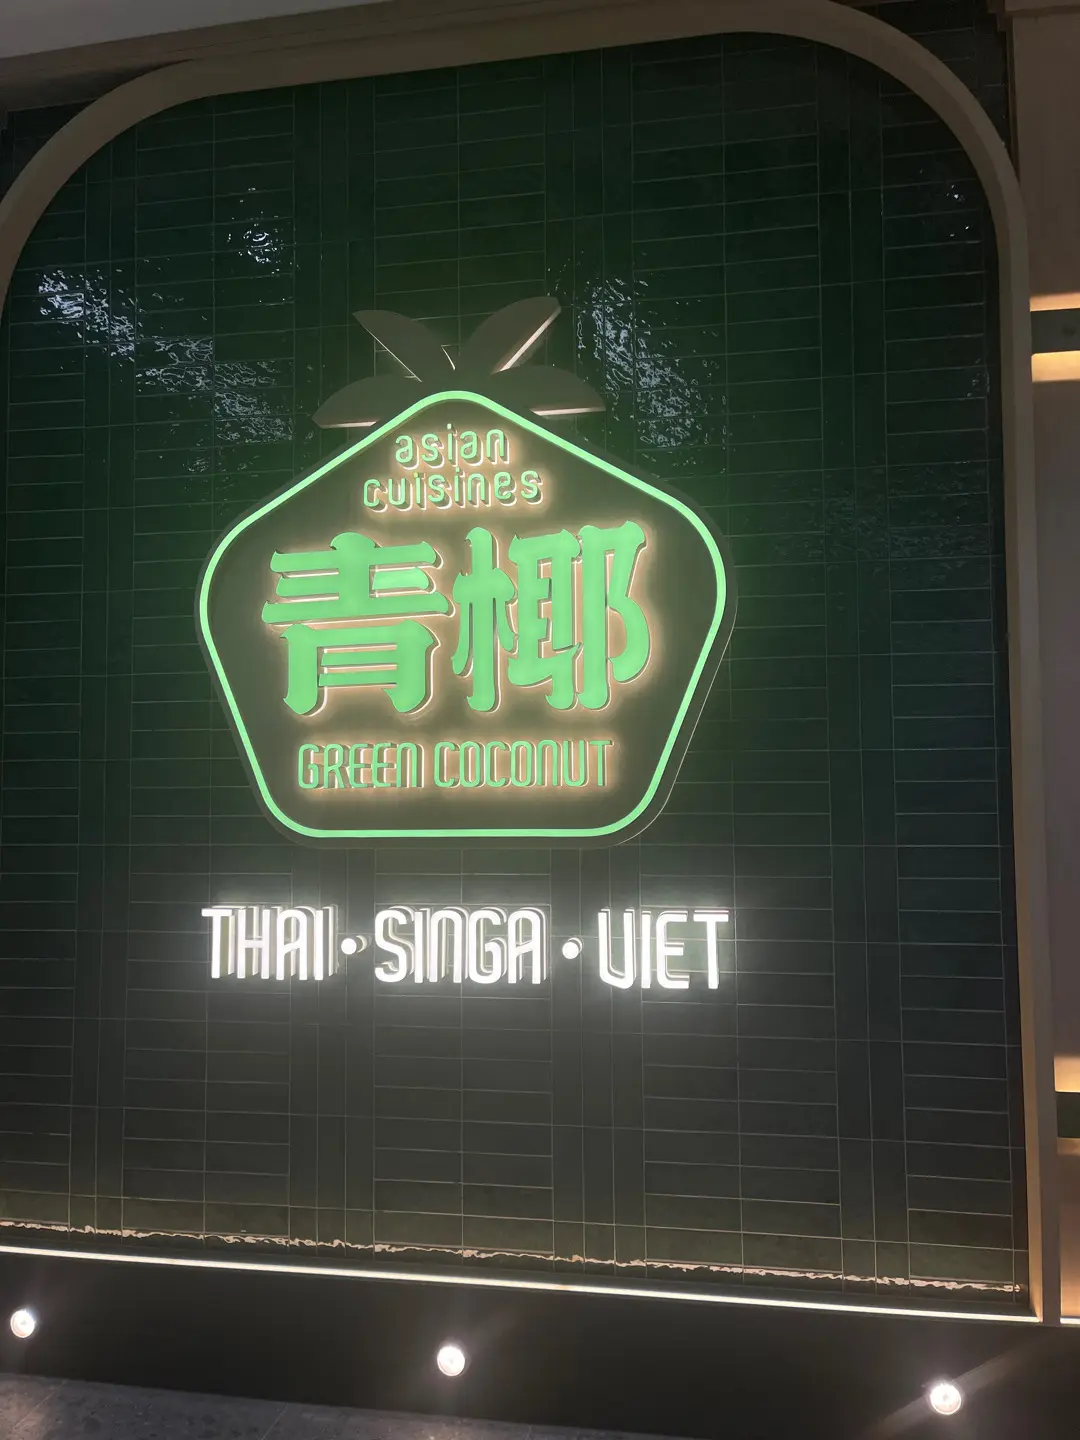 asian
cuisines
青椰
GREEN COCONUT
THAI•SINGA•VIET